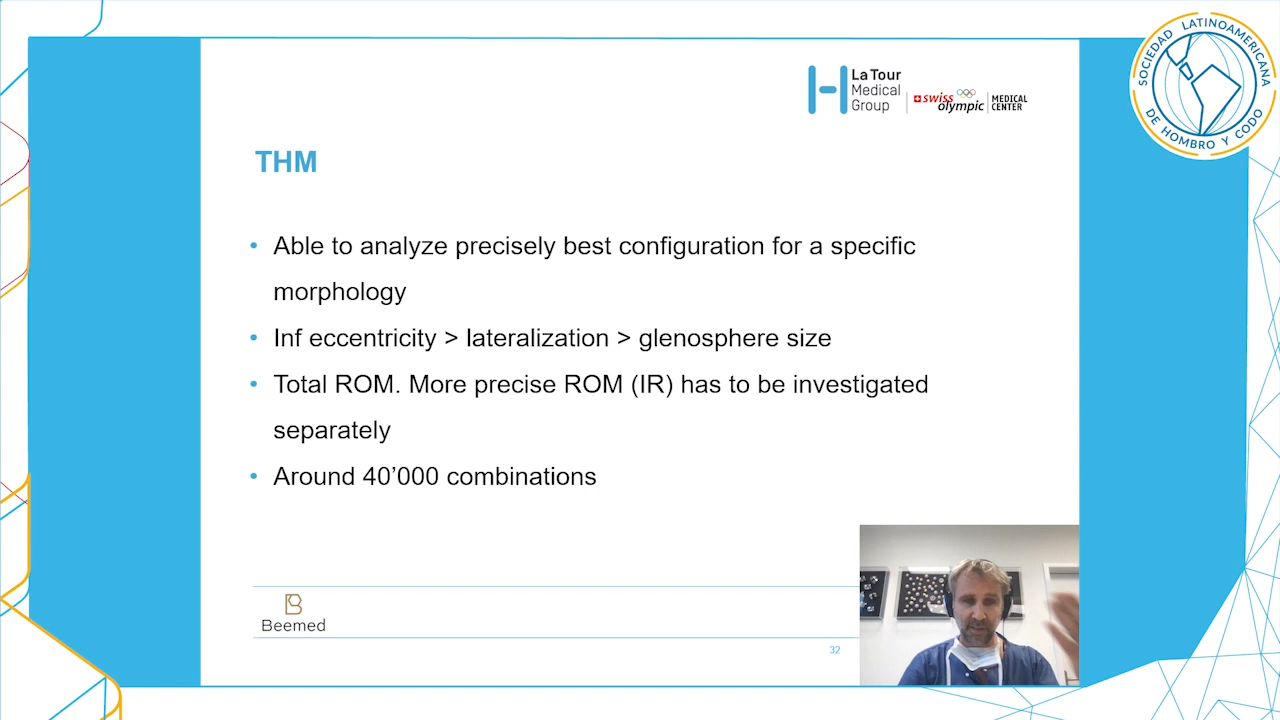 SOCIEDAD LATINOAMERICANA
DE HOMBRO Y CODO
La Tour
Medical
Group
swiss
olympic
MEDICAL
CENTER
THM
• Able to analyze precisely best configuration for a specific
morphology
• Inf eccentricity > lateralization > glenosphere size
• Total ROM. More precise ROM (IR) has to be investigated
separately
• Around 40’000 combinations
Beemed
32